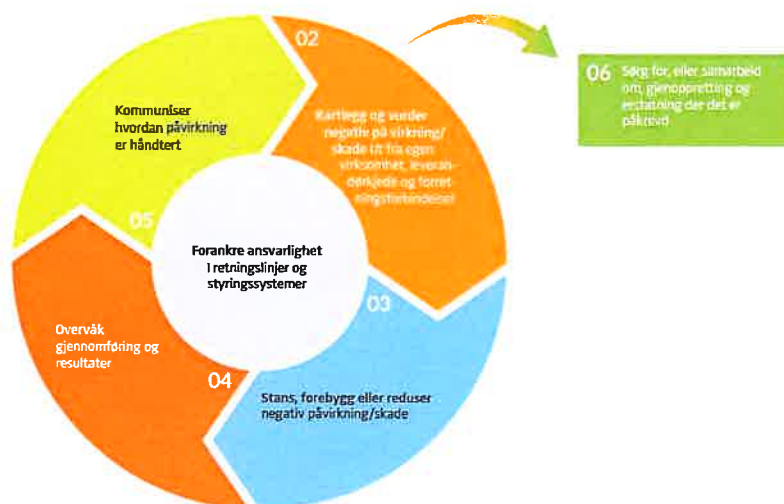 02
Kartlegg og vurder
negativ på virkning/
skade ut fra egen
virksomhet, leveran-
dørkjede og forret-
ningsforbindelser
03
Stans, forebygg eller reduser
negativ påvirkning/skade
04
Overvåk
gjennomføring og
resultater
05
Kommuniser
hvordan påvirkning
er håndtert
Forankre ansvarlighet
i retningslinjer og
styringssystemer
06 Sørg for, eller samarbeid
om, gjenoppretting og
erstatning der det er
påkrevd